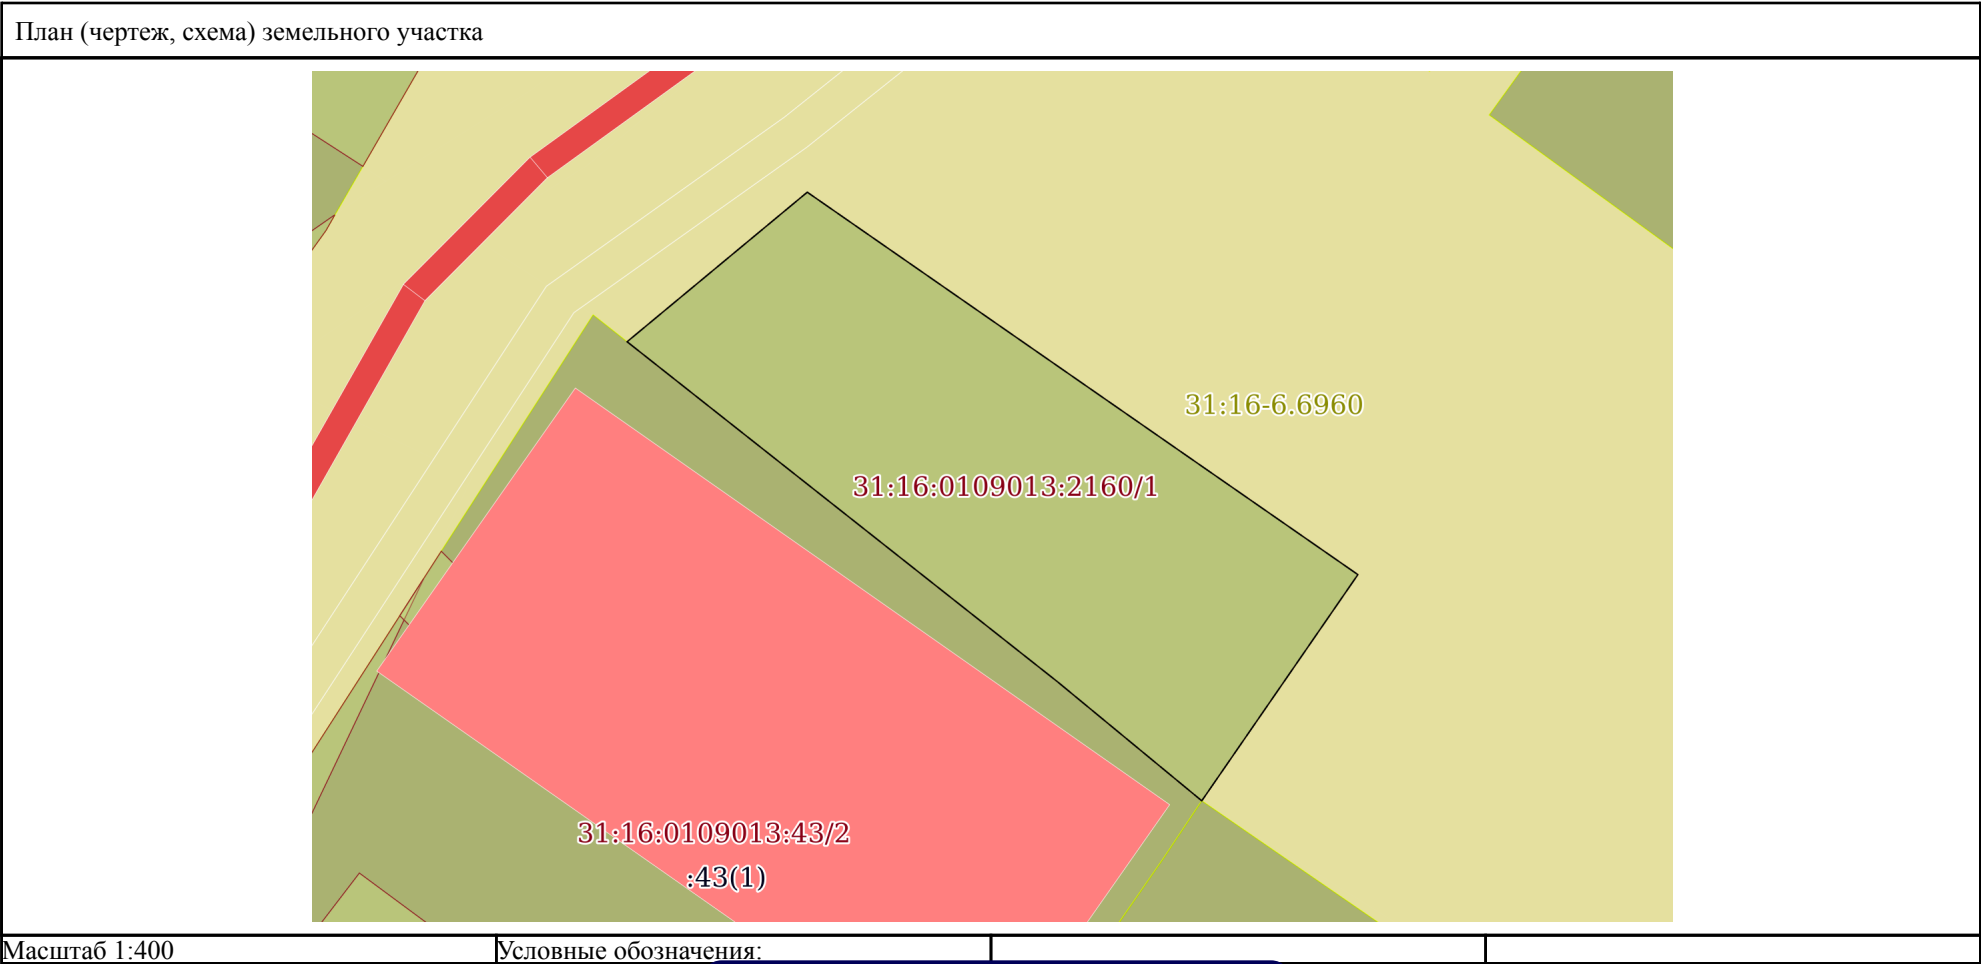 План (чертеж, схема) земельного участка
31:16-6.6960
31:16:0109013:2160/1
31:16:0109013:43/2
:43(1)
Масштаб 1:400
Условные обозначения: